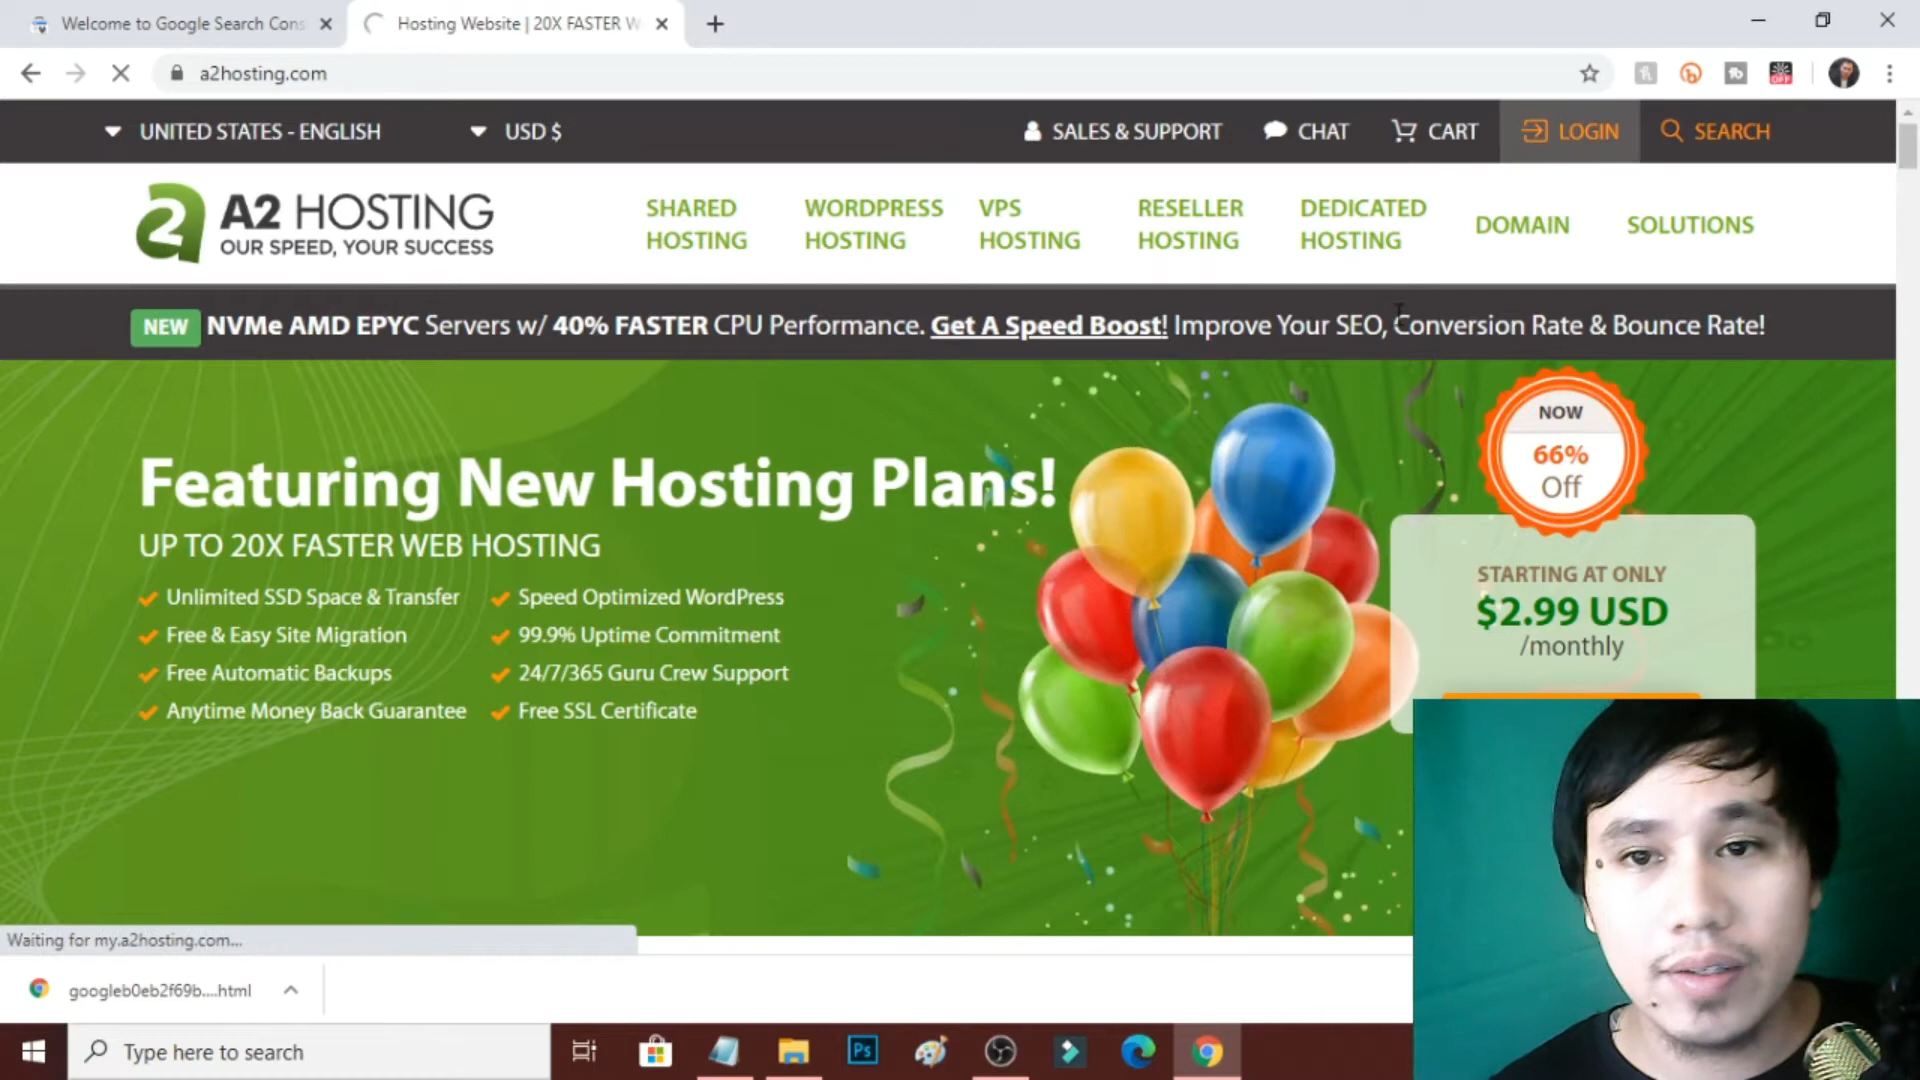 Welcome to Google Search Cons
Hosting Website | 20X FASTER W
a2hosting.com
UNITED STATES - ENGLISH
USD $
SALES & SUPPORT
CHAT
CART
LOGIN
SEARCH
2 A2 HOSTING
OUR SPEED, YOUR SUCCESS
SHARED
HOSTING
WORDPRESS
HOSTING
VPS
HOSTING
RESELLER
HOSTING
DEDICATED
HOSTING
DOMAIN
SOLUTIONS
NEW NVMe AMD EPYC Servers w/ 40% FASTER CPU Performance. Get A Speed Boost! Improve Your SEO, Conversion Rate & Bounce Rate!
Featuring New Hosting Plans!
UP TO 20X FASTER WEB HOSTING
Unlimited SSD Space & Transfer
Free & Easy Site Migration
Free Automatic Backups
Anytime Money Back Guarantee
Speed Optimized WordPress
99.9% Uptime Commitment
24/7/365 Guru Crew Support
Free SSL Certificate
NOW
66%
Off
STARTING AT ONLY
$2.99 USD
/monthly
Waiting for my.a2hosting.com...
googleb0eb2f69b....html
Type here to search
Ps